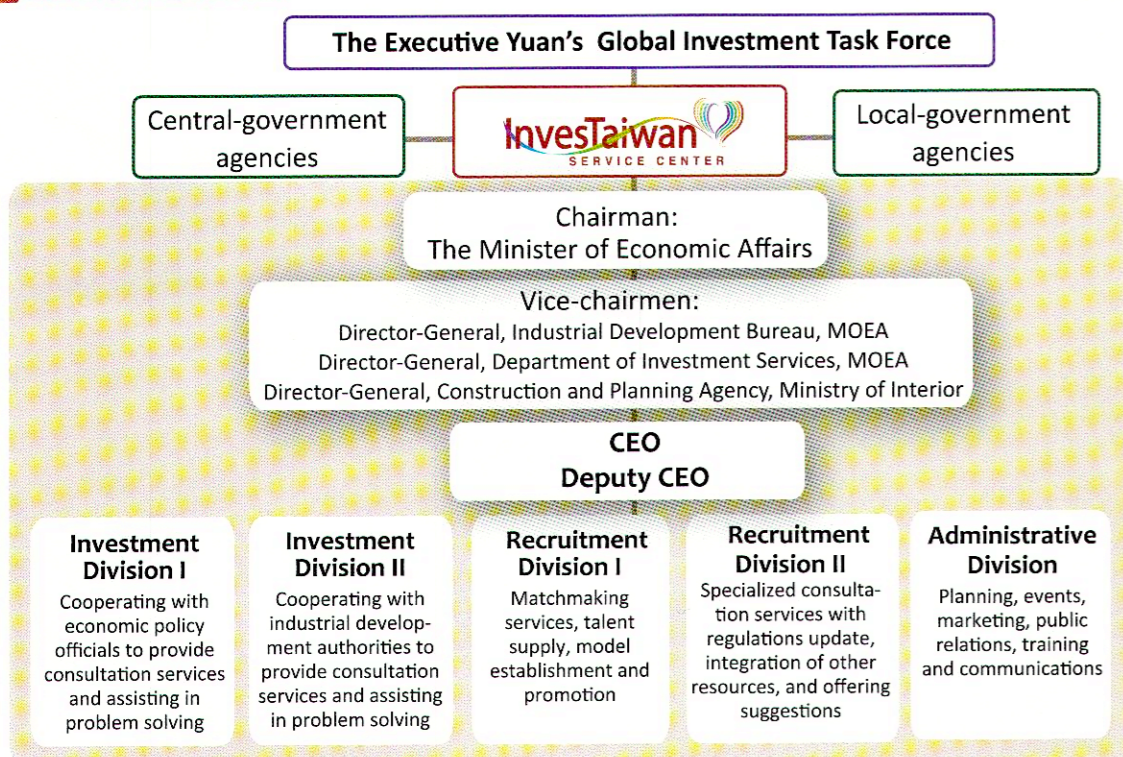 The Executive Yuan's Global Investment Task Force
Central-government
agencies
InvesTaiwan
SERVICE CENTER
Local-government
agencies
Chairman:
The Minister of Economic Affairs
Vice-chairmen:
Director-General, Industrial Development Bureau, MOEA
Director-General, Department of Investment Services, MOEA
Director-General, Construction and Planning Agency, Ministry of Interior
CEO
Deputy CEO
Investment
Division I
Cooperating with
economic policy
officials to provide
consultation services
and assisting in
problem solving
Investment
Division II
Cooperating with
industrial develop-
ment authorities to
provide consultation
services and assisting
in problem solving
Recruitment
Division I
Matchmaking
services, talent
supply, model
establishment and
promotion
Recruitment
Division II
Specialized consulta-
tion services with
regulations update,
integration of other
resources, and offering
suggestions
Administrative
Division
Planning, events,
marketing, public
relations, training
and communications